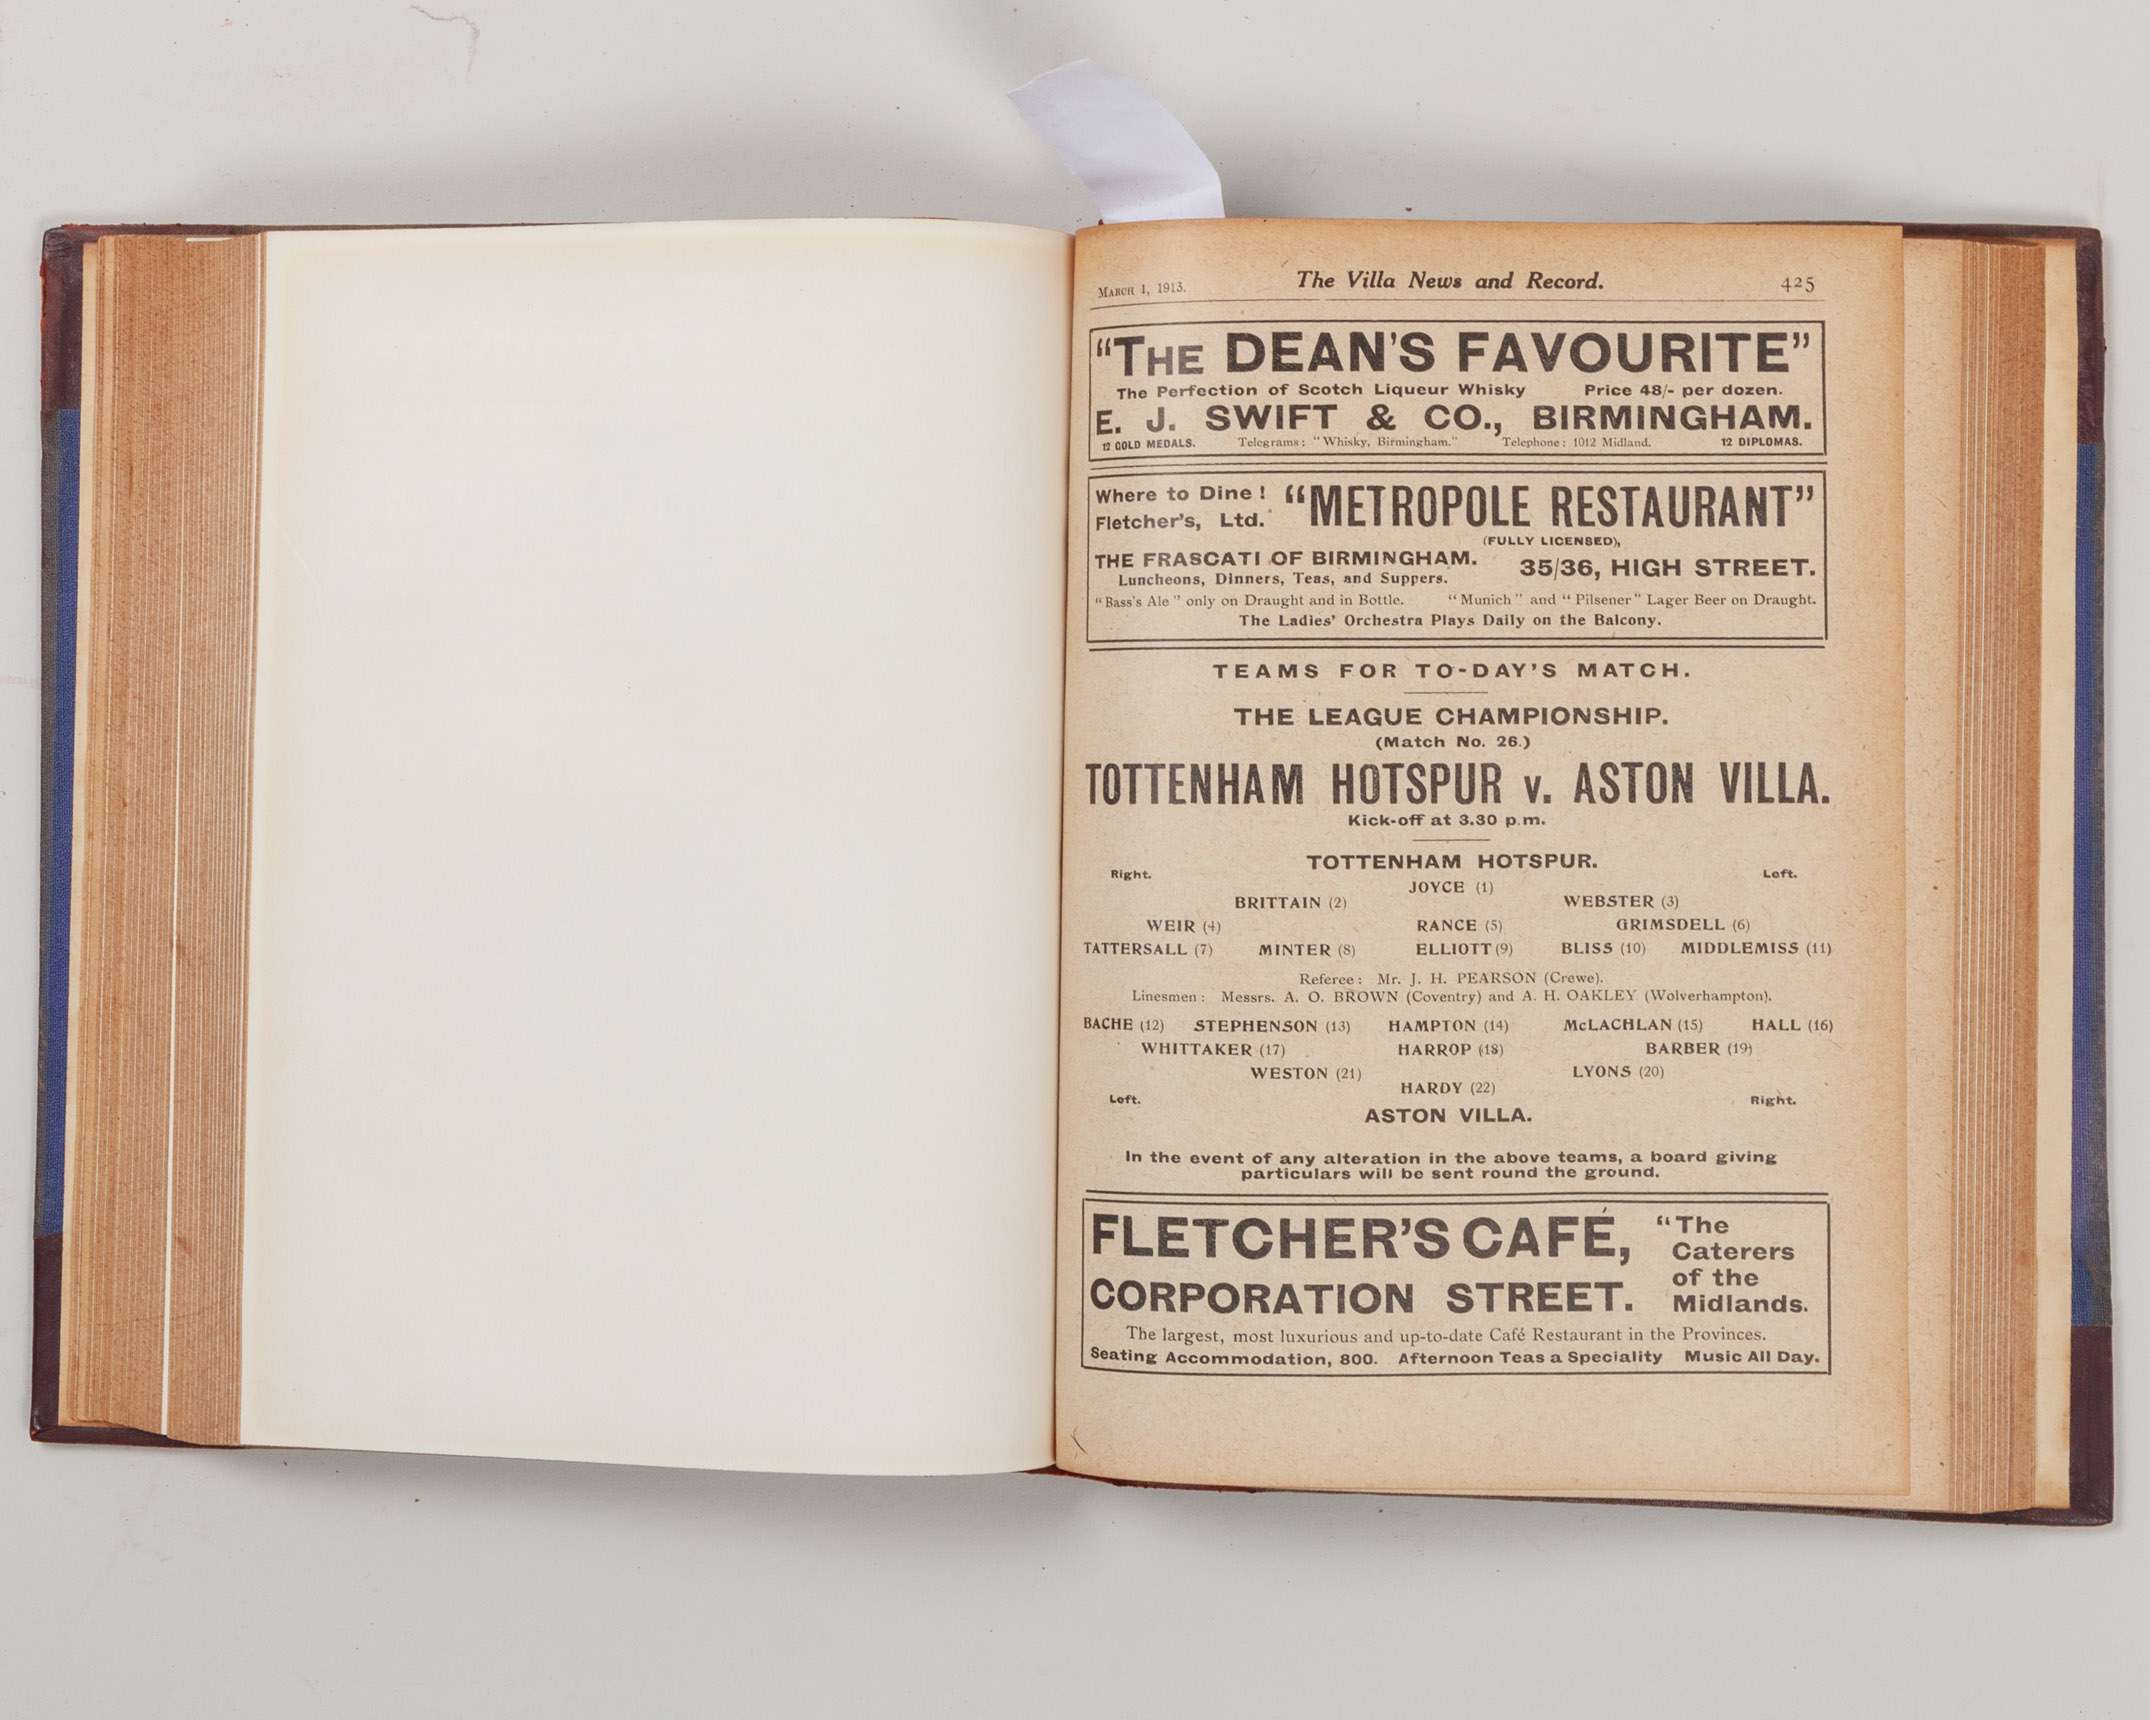 March 1, 1913. The Villa News and Record. 425
"The DEAN'S FAVOURITE"
The Perfection of Scotch Liqueur Whisky Price 48/- per dozen.
E. J. SWIFT & CO., BIRMINGHAM.
12 GOLD MEDALS. Telegrams: "Whisky, Birmingham." Telephone: 1012 Midland. 12 DIPLOMAS.
Where to Dine! "METROPOLE RESTAURANT"
Fletcher's, Ltd.
(FULLY LICENSED),
THE FRASCATI OF BIRMINGHAM. 35/36, HIGH STREET.
Luncheons, Dinners, Teas, and Suppers.
"Bass's Ale" only on Draught and in Bottle. "Munich" and "Pilsener" Lager Beer on Draught.
The Ladies' Orchestra Plays Daily on the Balcony.
TEAMS FOR TO-DAY'S MATCH.
THE LEAGUE CHAMPIONSHIP.
(Match No. 26.)
TOTTENHAM HOTSPUR v. ASTON VILLA.
Kick-off at 3.30 p.m.
TOTTENHAM HOTSPUR.
Right. Left.
JOYCE (1)
BRITTAIN (2) WEBSTER (3)
WEIR (4) RANCE (5) GRIMSDELL (6)
TATTERSALL (7) MINTER (8) ELLIOTT (9) BLISS (10) MIDDLEMISS (11)
Referee: Mr. J. H. PEARSON (Crewe).
Linesmen: Messrs. A. O. BROWN (Coventry) and A. H. OAKLEY (Wolverhampton).
BACHE (12) STEPHENSON (13) HAMPTON (14) McLACHLAN (15) HALL (16)
WHITTAKER (17) HARROP (18) BARBER (19)
WESTON (21) LYONS (20)
HARDY (22)
Left. Right.
ASTON VILLA.
In the event of any alteration in the above teams, a board giving
particulars will be sent round the ground.
FLETCHER'S CAFÉ, "The
Caterers
CORPORATION STREET. of the
Midlands.
The largest, most luxurious and up-to-date Café Restaurant in the Provinces.
Seating Accommodation, 800. Afternoon Teas a Speciality Music All Day.